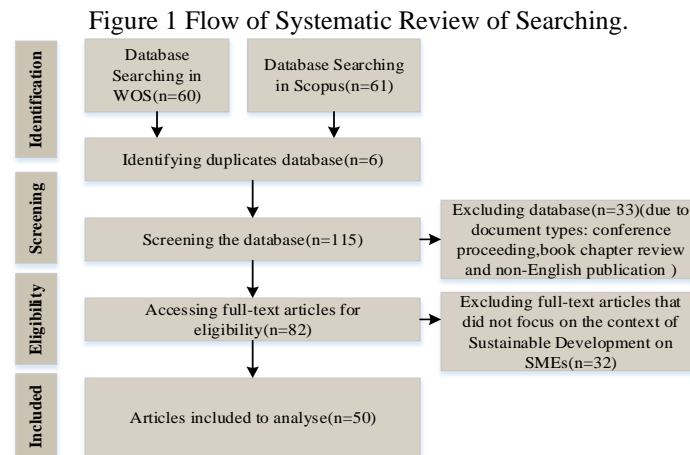 Figure 1 Flow of Systematic Review of Searching.
Identification
Database
Searching in
WOS(n=60)
Database Searching
in Scopus(n=61)
Identifying duplicates database(n=6)
Screening
Screening the database(n=115)
Excluding database(n=33)(due to
document types: conference
proceeding,book chapter review
and non-English publication )
Eligibility
Accessing full-text articles for
eligibility(n=82)
Excluding full-text articles that
did not focus on the context of
Sustainable Development on
SMEs(n=32)
Included
Articles included to analyse(n=50)